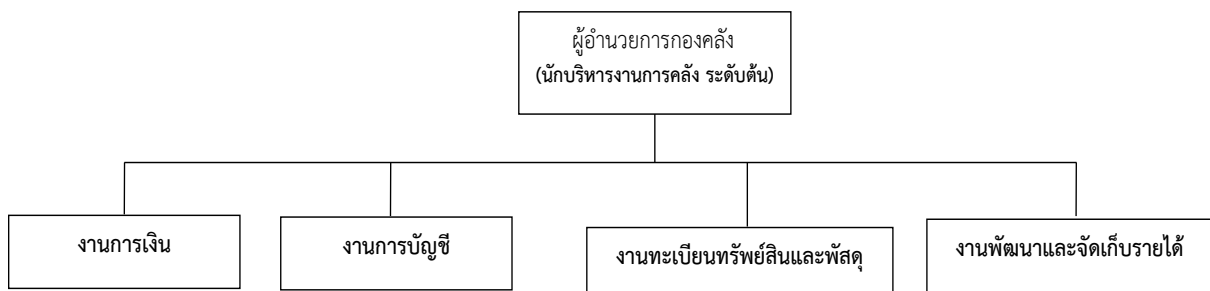 ผู้อำนวยการกองคลัง
(นักบริหารงานการคลัง ระดับต้น)
งานการเงิน
งานการบัญชี
งานทะเบียนทรัพย์สินและพัสดุ
งานพัฒนาและจัดเก็บรายได้